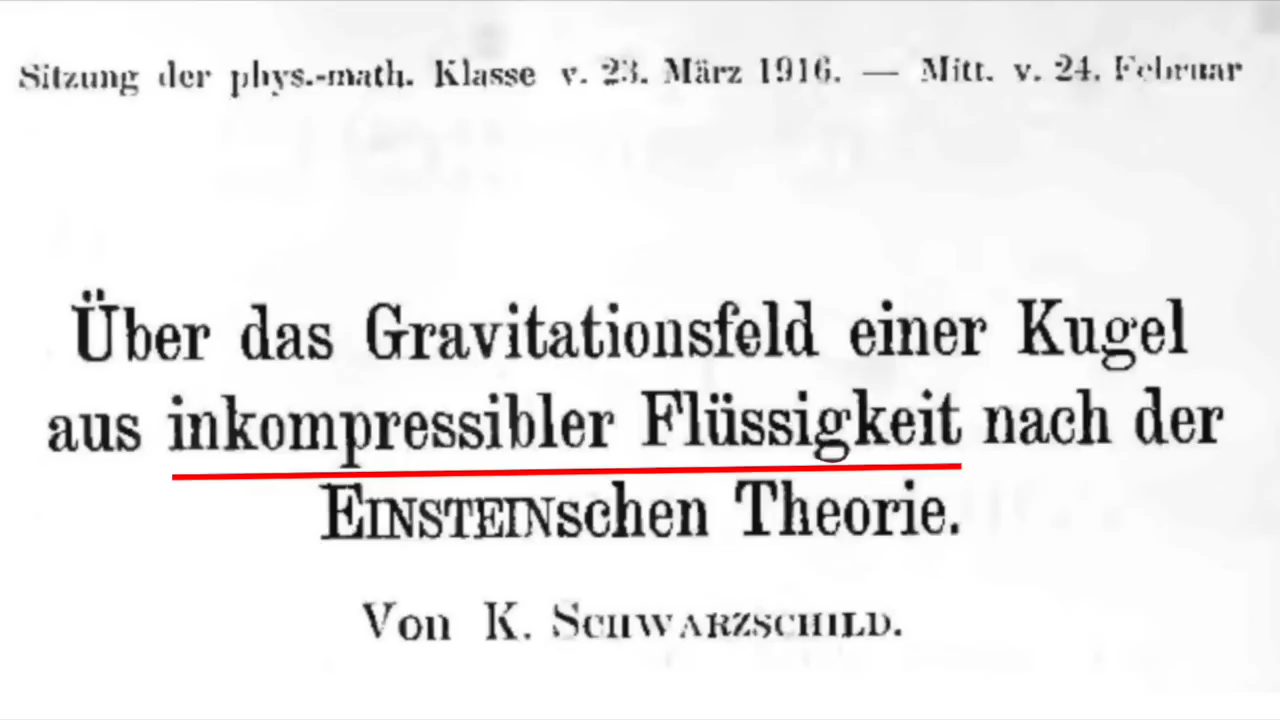 Sitzung der phys.-math. Klasse v. 23. März 1916. — Mitt. v. 24. Februar
Über das Gravitationsfeld einer Kugel
aus inkompressibler Flüssigkeit nach der
EINSTEINschen Theorie.
Von K. SCHWARZSCHILD.